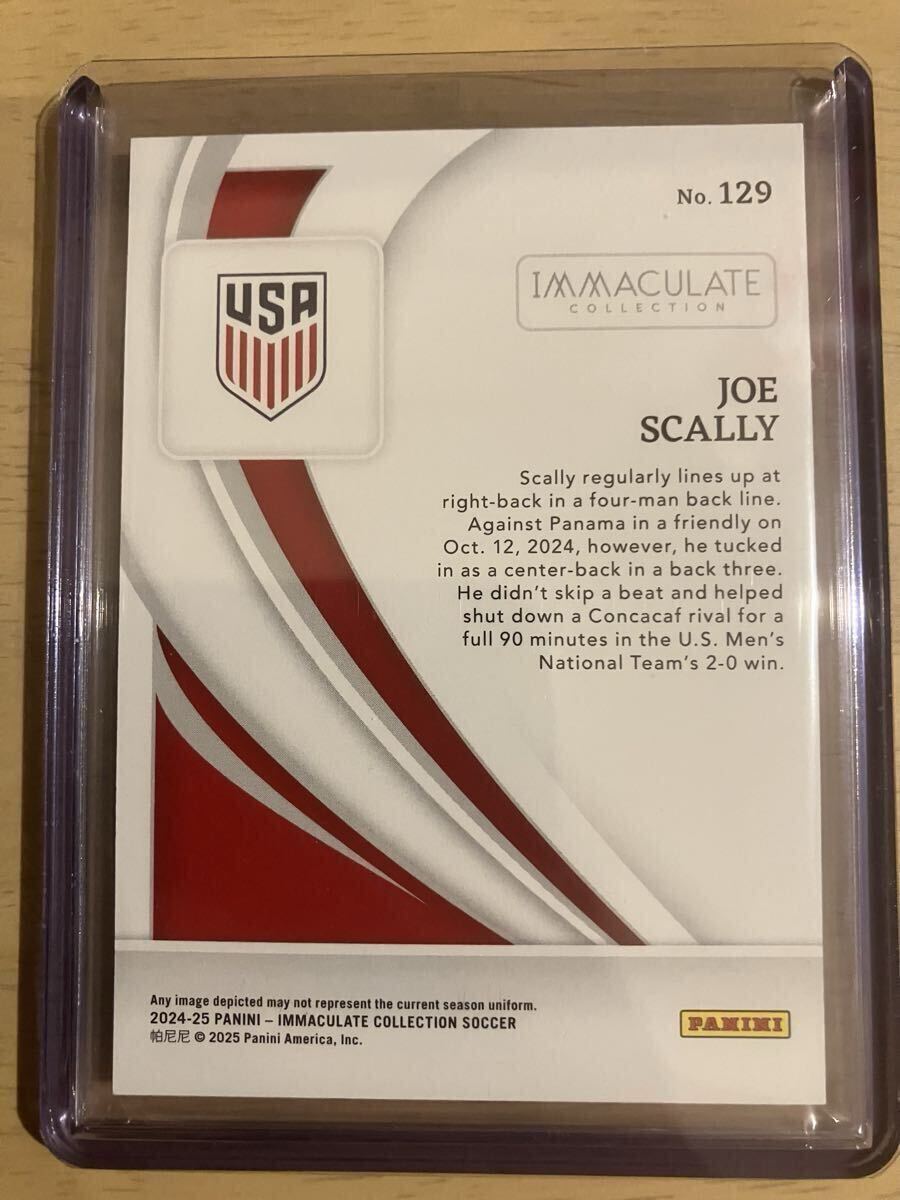 No. 129
USA
IMMACULATE
COLLECTION
JOE
SCALLY
Scally regularly lines up at
right-back in a four-man back line.
Against Panama in a friendly on
Oct. 12, 2024, however, he tucked
in as a center-back in a back three.
He didn't skip a beat and helped
shut down a Concacaf rival for a
full 90 minutes in the U.S. Men's
National Team's 2-0 win.
Any image depicted may not represent the current season uniform.
2024-25 PANINI – IMMACULATE COLLECTION SOCCER
帕尼尼 © 2025 Panini America, Inc.
PANINI